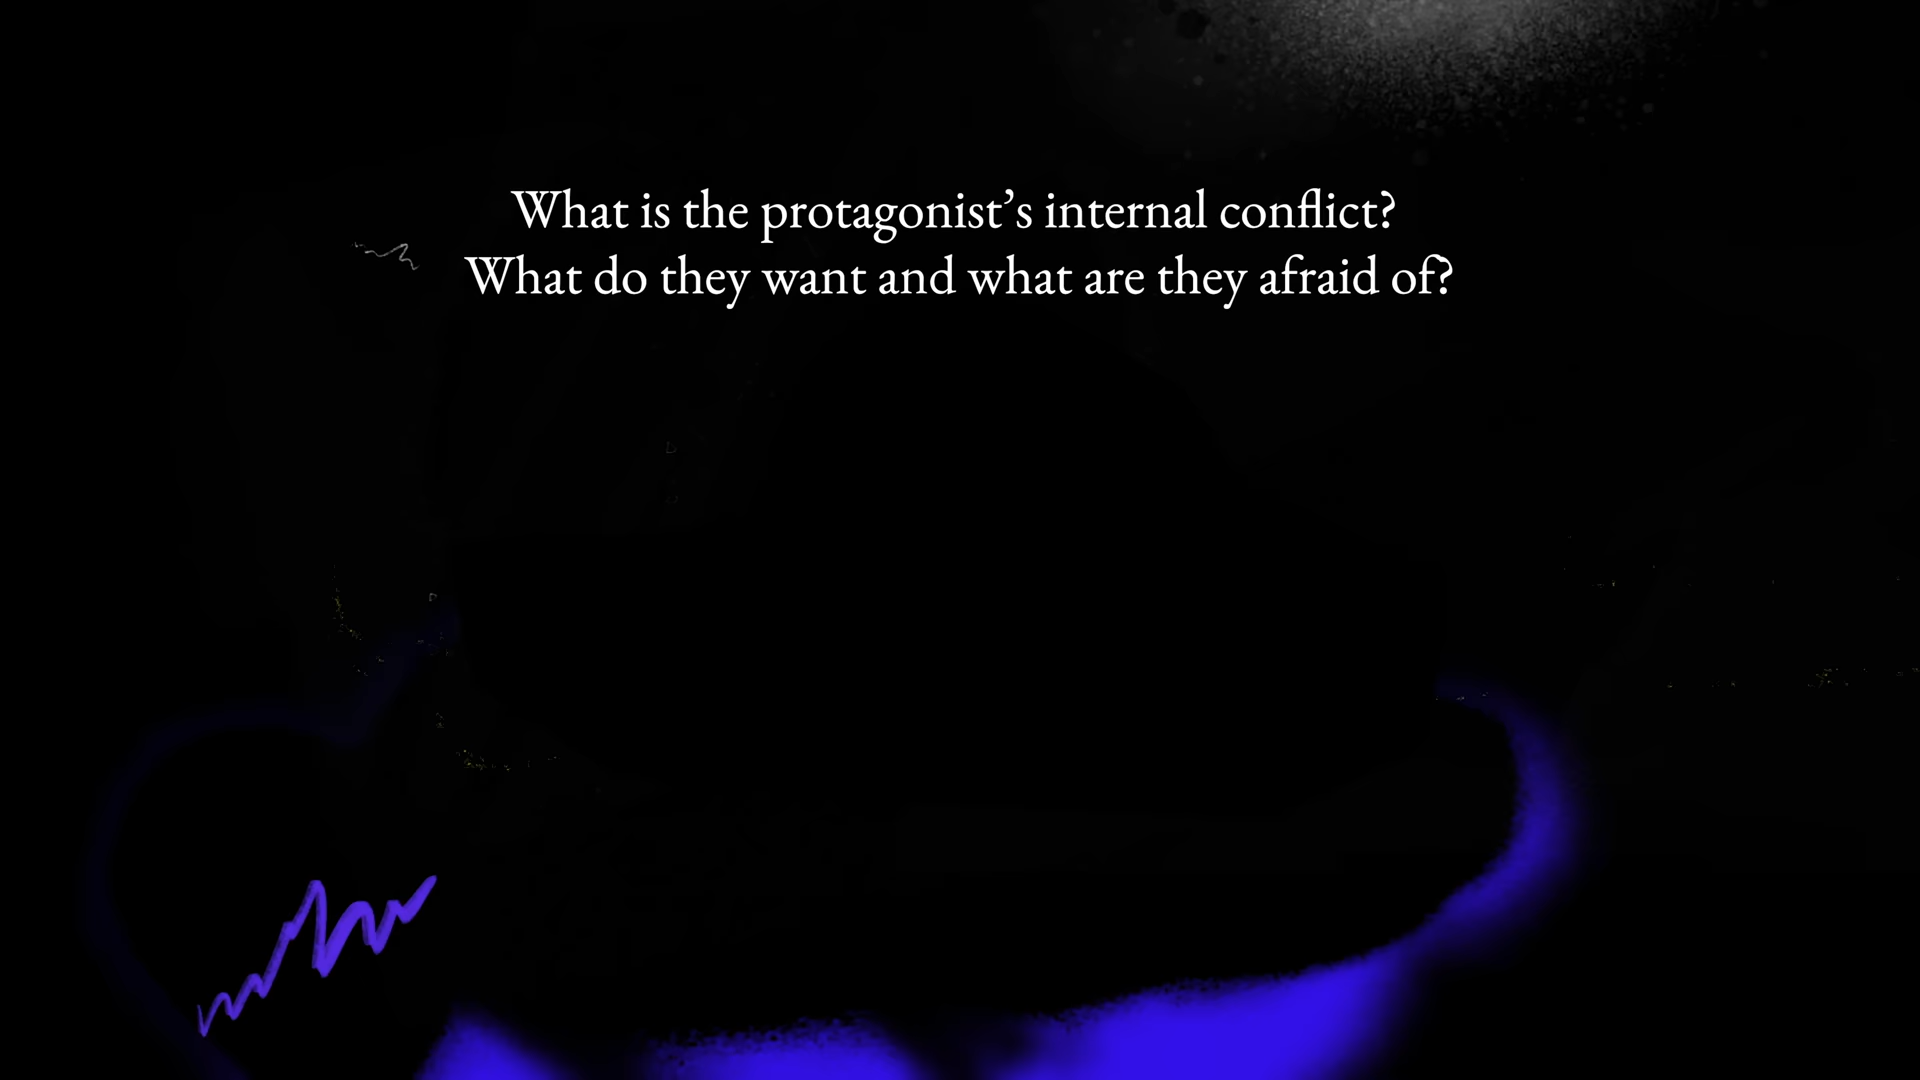 What is the protagonist’s internal conflict?
What do they want and what are they afraid of?